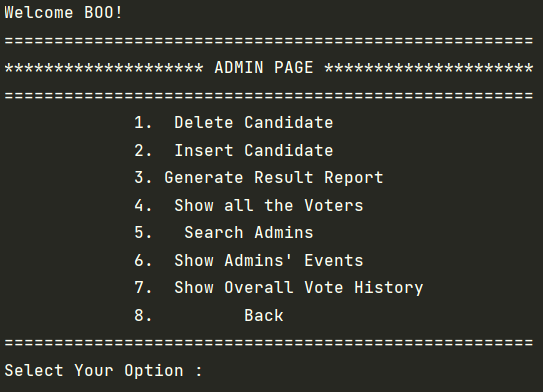 Welcome BOO!
=====================================================
******************** ADMIN PAGE *********************
=====================================================
1.  Delete Candidate
2.  Insert Candidate
3. Generate Result Report
4.  Show all the Voters
5.   Search Admins
6.  Show Admins' Events
7.  Show Overall Vote History
8.         Back
=====================================================
Select Your Option :